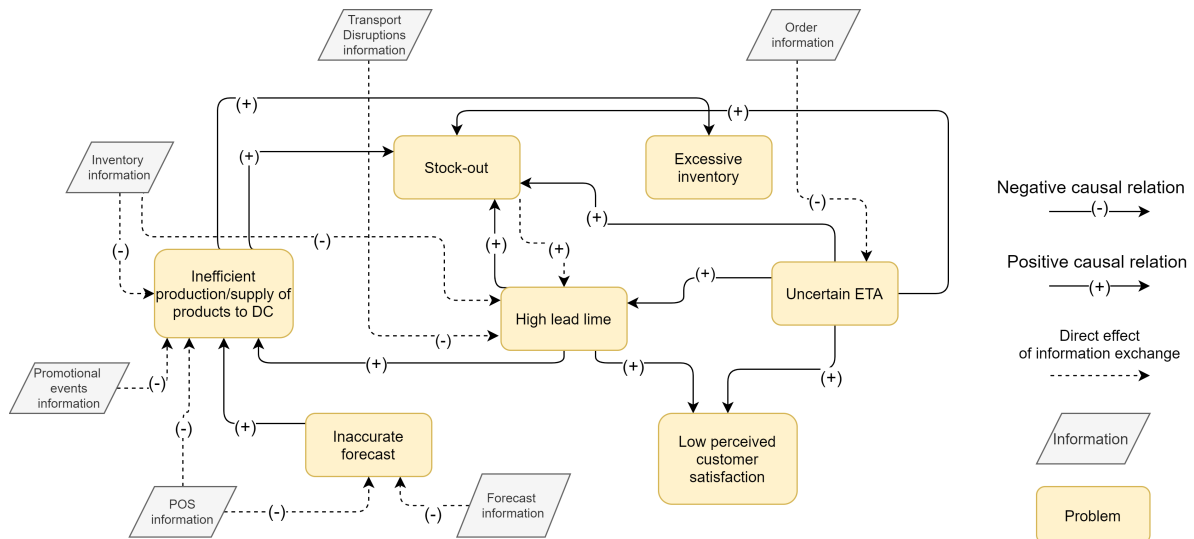 Transport
Disruptions
information
Order
information
(+)
(+)
Inventory
information
(+)
Stock-out
Excessive
inventory
Negative causal relation
(-)
(-)
(+)
(-)
(-)
(+)
(+)
Inefficient
production/supply of
products to DC
Positive causal relation
(+)
(+)
Uncertain ETA
High lead lime
(-)
Direct effect
of information exchange
(+)
(+)
(+)
Promotional
events
information
(-)
Information
(+)
(-)
Inaccurate
forecast
Low perceived
customer
satisfaction
POS
information
(-)
(-)
Forecast
information
Problem